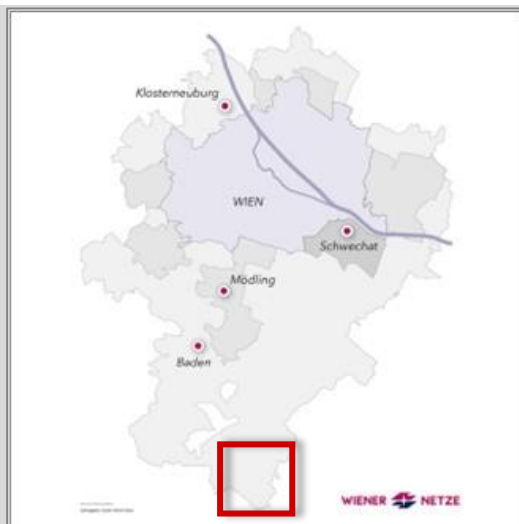 Klosterneuburg
WIEN
Schwechat
Mödling
Baden
WIENER NETZE